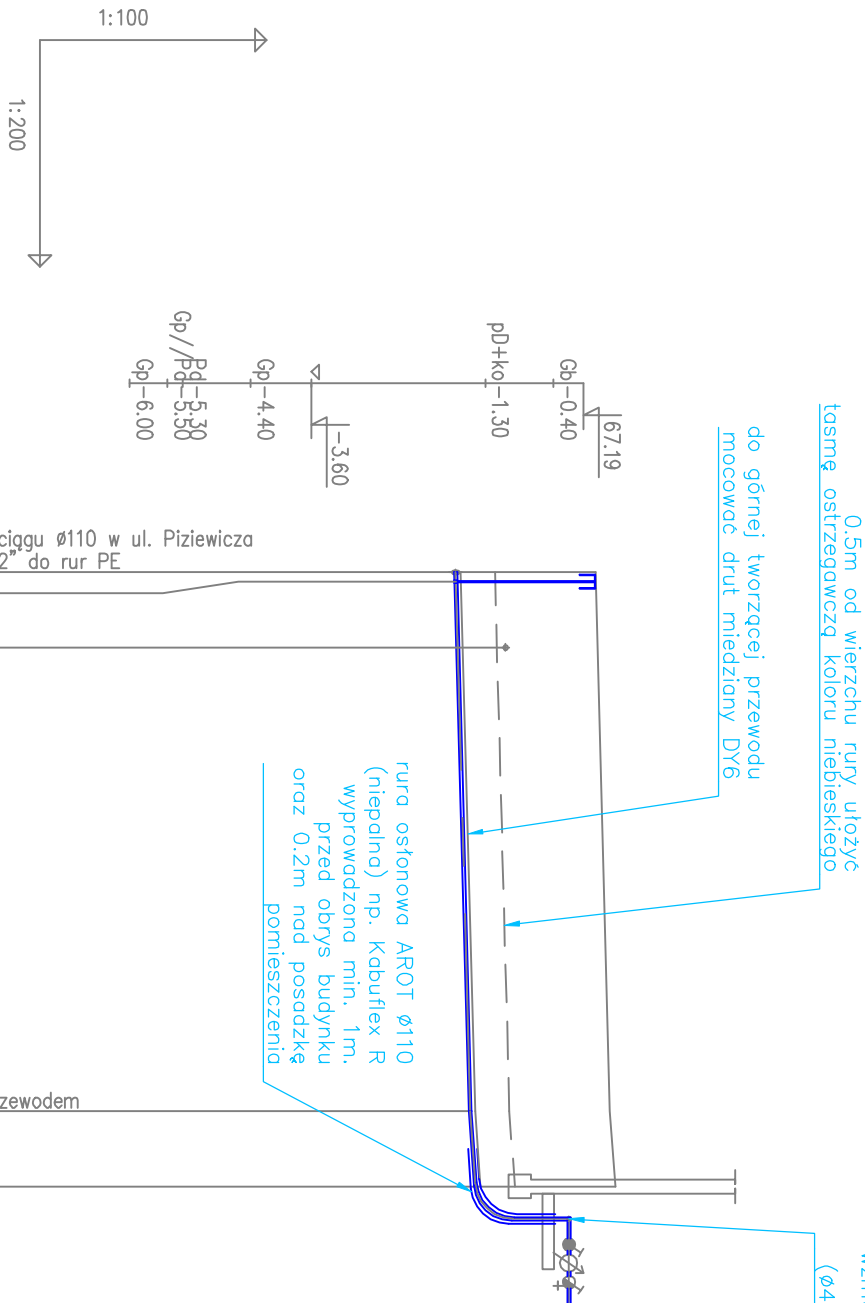 1:100
1:200
67.19
Gb-0.40
pD+ko-1.30
-3.60
Gp-4.40
Pd-5.30
Gp//Pd-5.50
Gp-6.00
0.5m od wierzchu rury ułożyć
taśmę ostrzegawczą koloru niebieskiego
do górnej tworzącej przewodu
mocować drut miedziany DY6
ciągu ø110 w ul. Piziewicza
2" do rur PE
rura osłonowa AROT ø110
(niepalna) np. Kabuflex R
wyprowadzona min. 1m.
przed obrys budynku
oraz 0.2m nad posadzkę
pomieszczenia
zewodem
(ø4